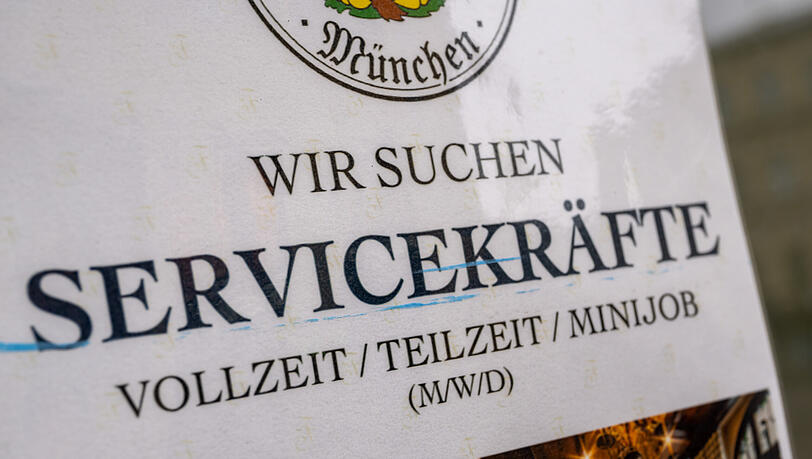 · München ·
WIR SUCHEN
SERVICEKRÄFTE
VOLLZEIT / TEILZEIT / MINIJOB
(M/W/D)